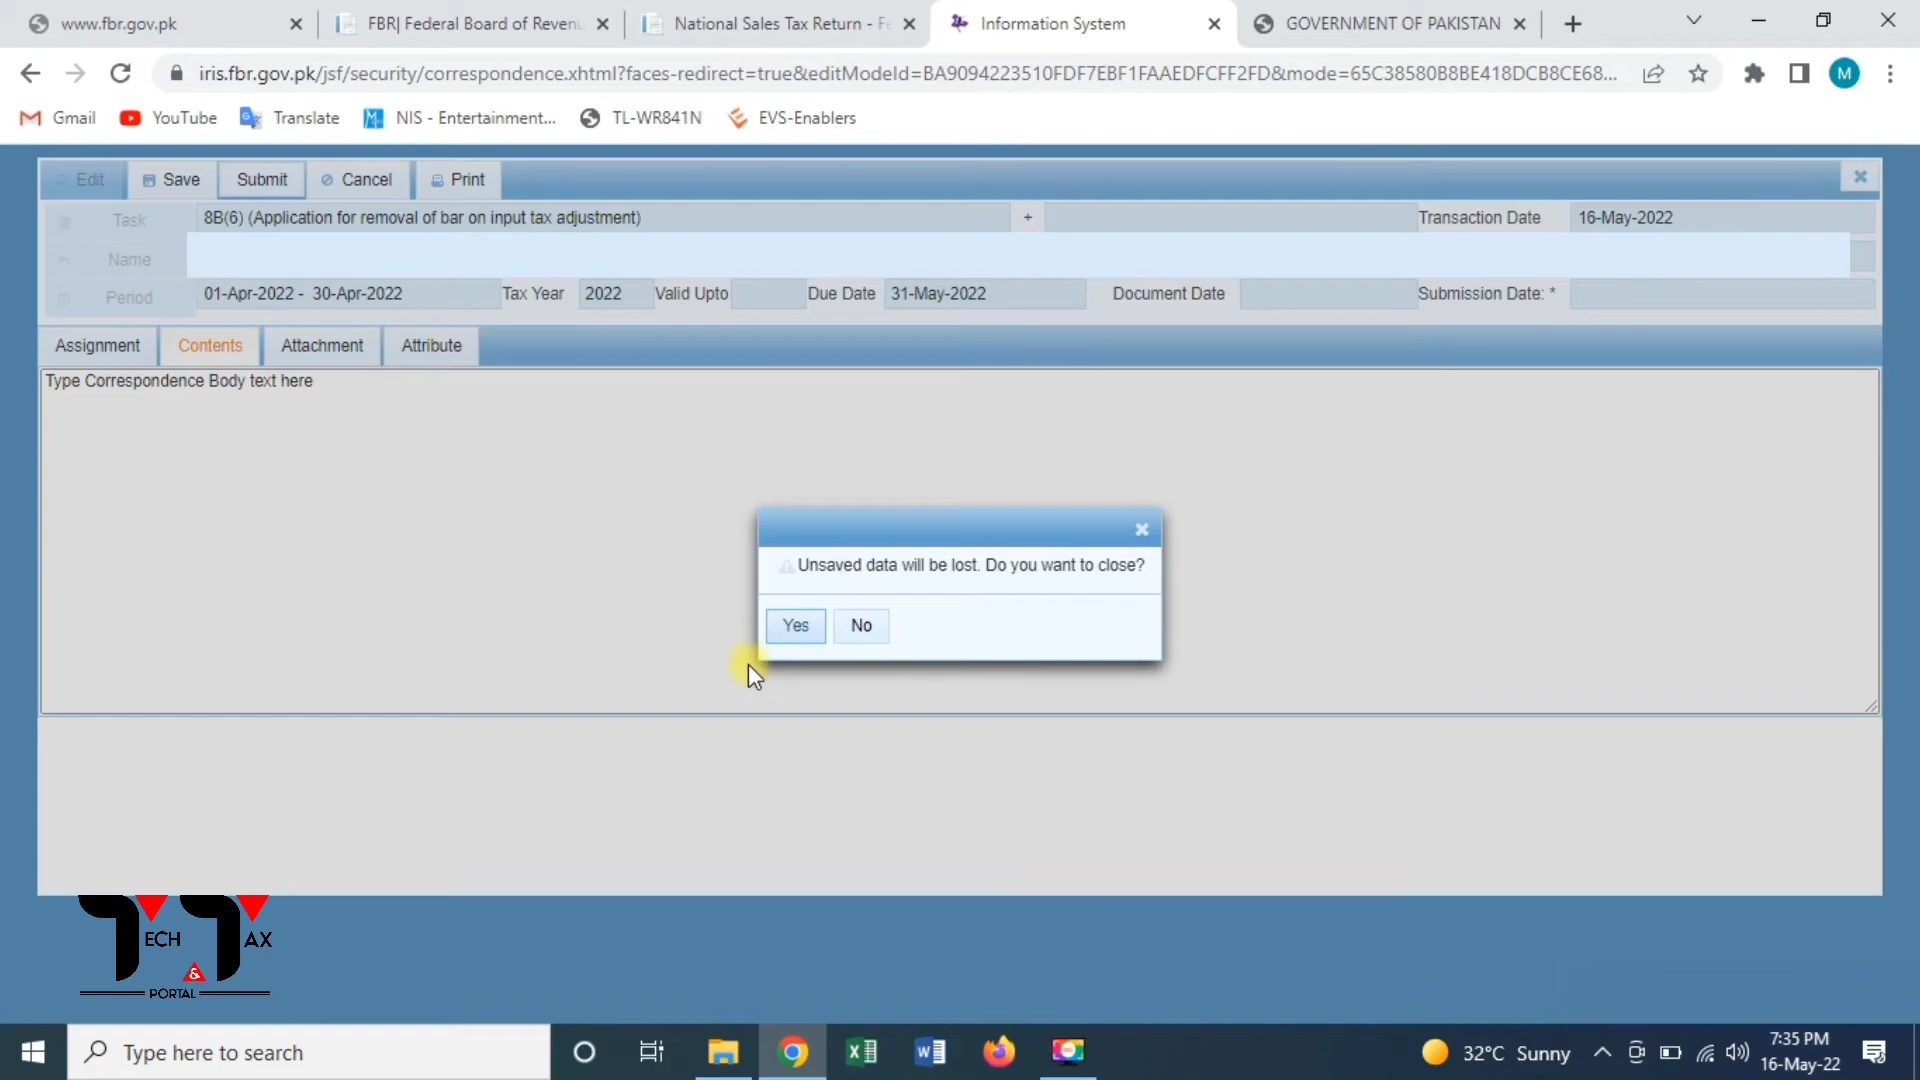 www.fbr.gov.pk
FBR| Federal Board of Revenu
National Sales Tax Return - Fe
Information System
GOVERNMENT OF PAKISTAN
iris.fbr.gov.pk/jsf/security/correspondence.xhtml?faces-redirect=true&editModeId=BA9094223510FDF7EBF1FAAEDFCFF2FD&mode=65C38580B8BE418DCB8CE68...
M
Gmail
YouTube
Translate
NIS - Entertainment...
TL-WR841N
EVS-Enablers
Edit
Save
Submit
Cancel
Print
Task
8B(6) (Application for removal of bar on input tax adjustment)
+
Transaction Date
16-May-2022
Name
Period
01-Apr-2022 - 30-Apr-2022
Tax Year
2022
Valid Upto
Due Date
31-May-2022
Document Date
Submission Date: *
Assignment
Contents
Attachment
Attribute
Type Correspondence Body text here
Unsaved data will be lost. Do you want to close?
Yes
No
TECH TAX
&
PORTAL
Type here to search
32°C Sunny
7:35 PM
16-May-22